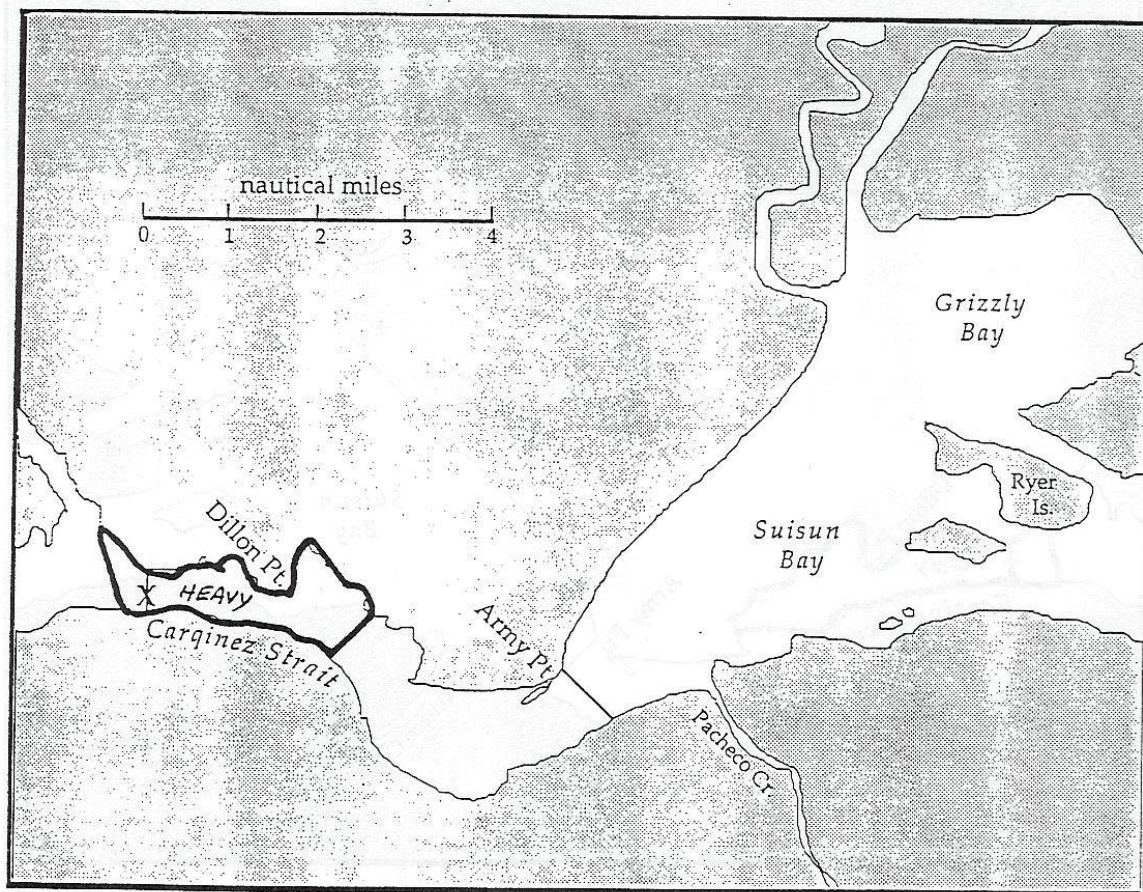 nautical miles
0 1 2 3 4
Grizzly
Bay
Ryer
Is.
Suisun
Bay
Dillon Pt.
X HEAVY
Carqinez Strait
Army Pt.
Pacheco Cr.